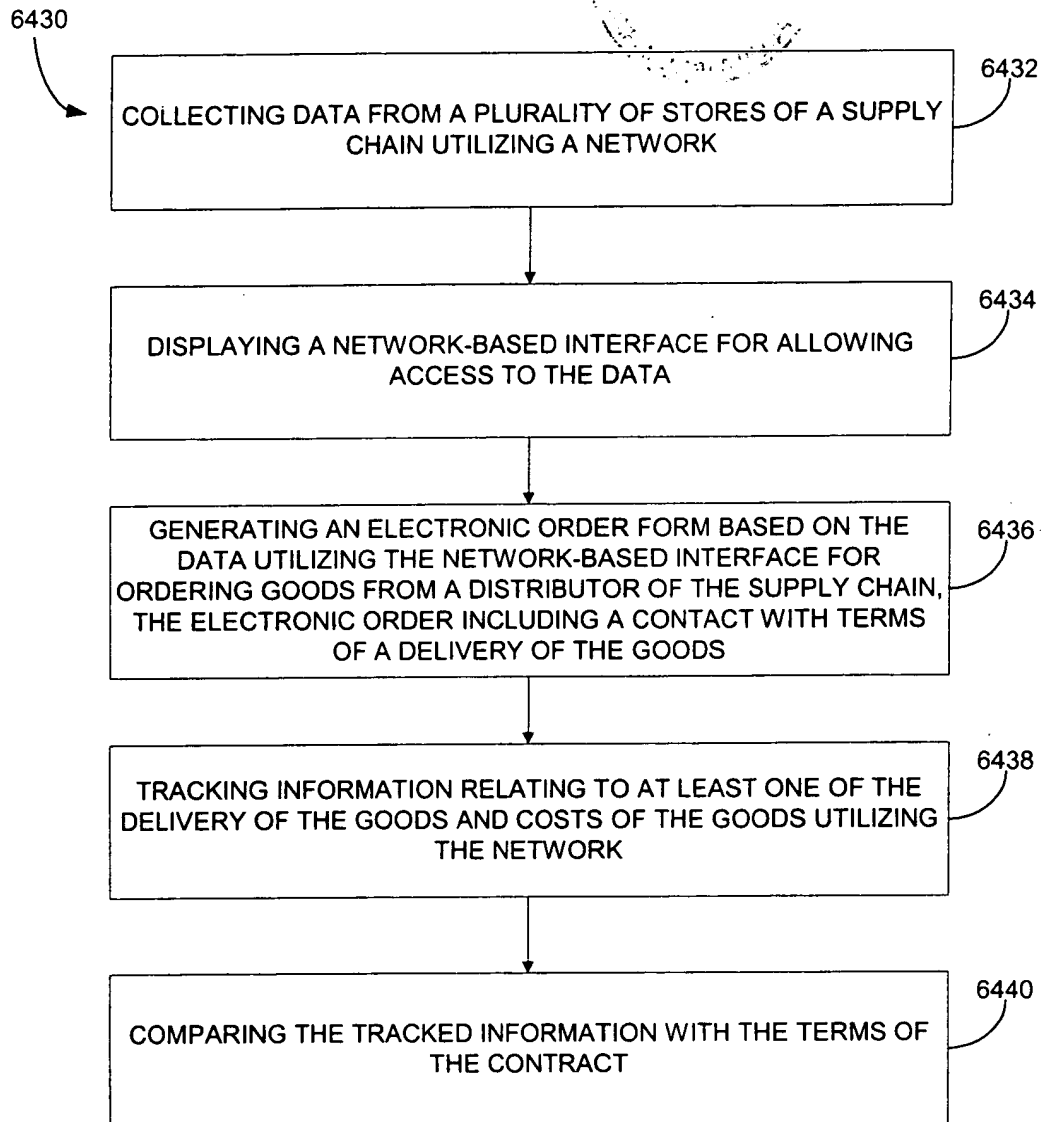 6430
6432
COLLECTING DATA FROM A PLURALITY OF STORES OF A SUPPLY
CHAIN UTILIZING A NETWORK
6434
DISPLAYING A NETWORK-BASED INTERFACE FOR ALLOWING
ACCESS TO THE DATA
6436
GENERATING AN ELECTRONIC ORDER FORM BASED ON THE
DATA UTILIZING THE NETWORK-BASED INTERFACE FOR
ORDERING GOODS FROM A DISTRIBUTOR OF THE SUPPLY CHAIN,
THE ELECTRONIC ORDER INCLUDING A CONTACT WITH TERMS
OF A DELIVERY OF THE GOODS
6438
TRACKING INFORMATION RELATING TO AT LEAST ONE OF THE
DELIVERY OF THE GOODS AND COSTS OF THE GOODS UTILIZING
THE NETWORK
6440
COMPARING THE TRACKED INFORMATION WITH THE TERMS OF
THE CONTRACT